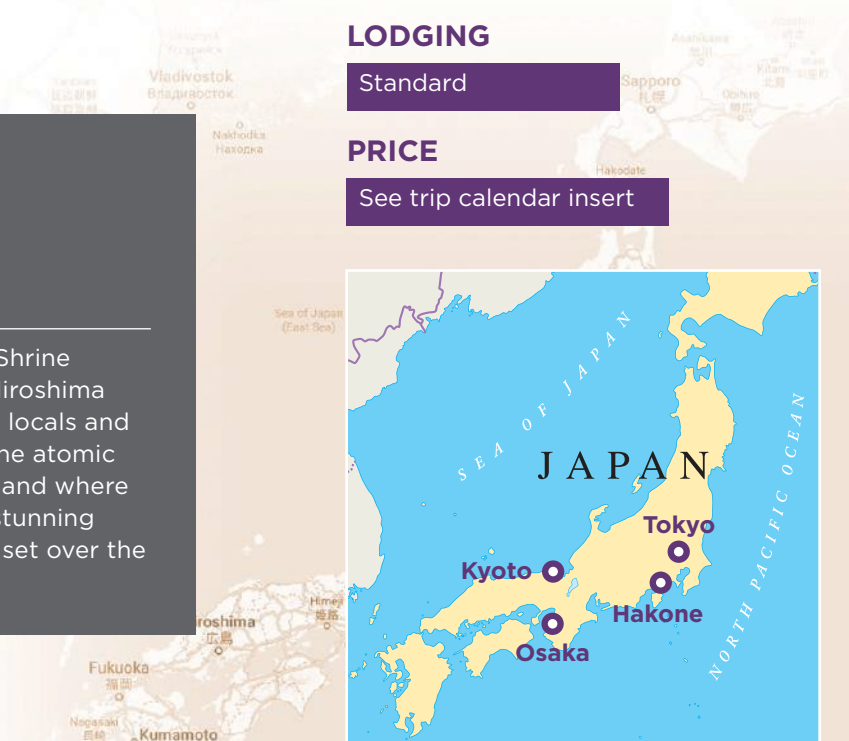 LODGING
Standard
PRICE
See trip calendar insert
Shrine
iroshima
locals and
he atomic
and where
stunning
set over the
Vladivostok
Владивосток
Nakhodka
Находка
Sapporo
札幌
Hakodate
Sea of Japan
(East Sea)
iroshima
広島
Himeji
姫路
Fukuoka
福岡
Nagasaki
長崎
Kumamoto
SEA OF JAPAN
JAPAN
NORTH PACIFIC OCEAN
Tokyo
Kyoto
Hakone
Osaka